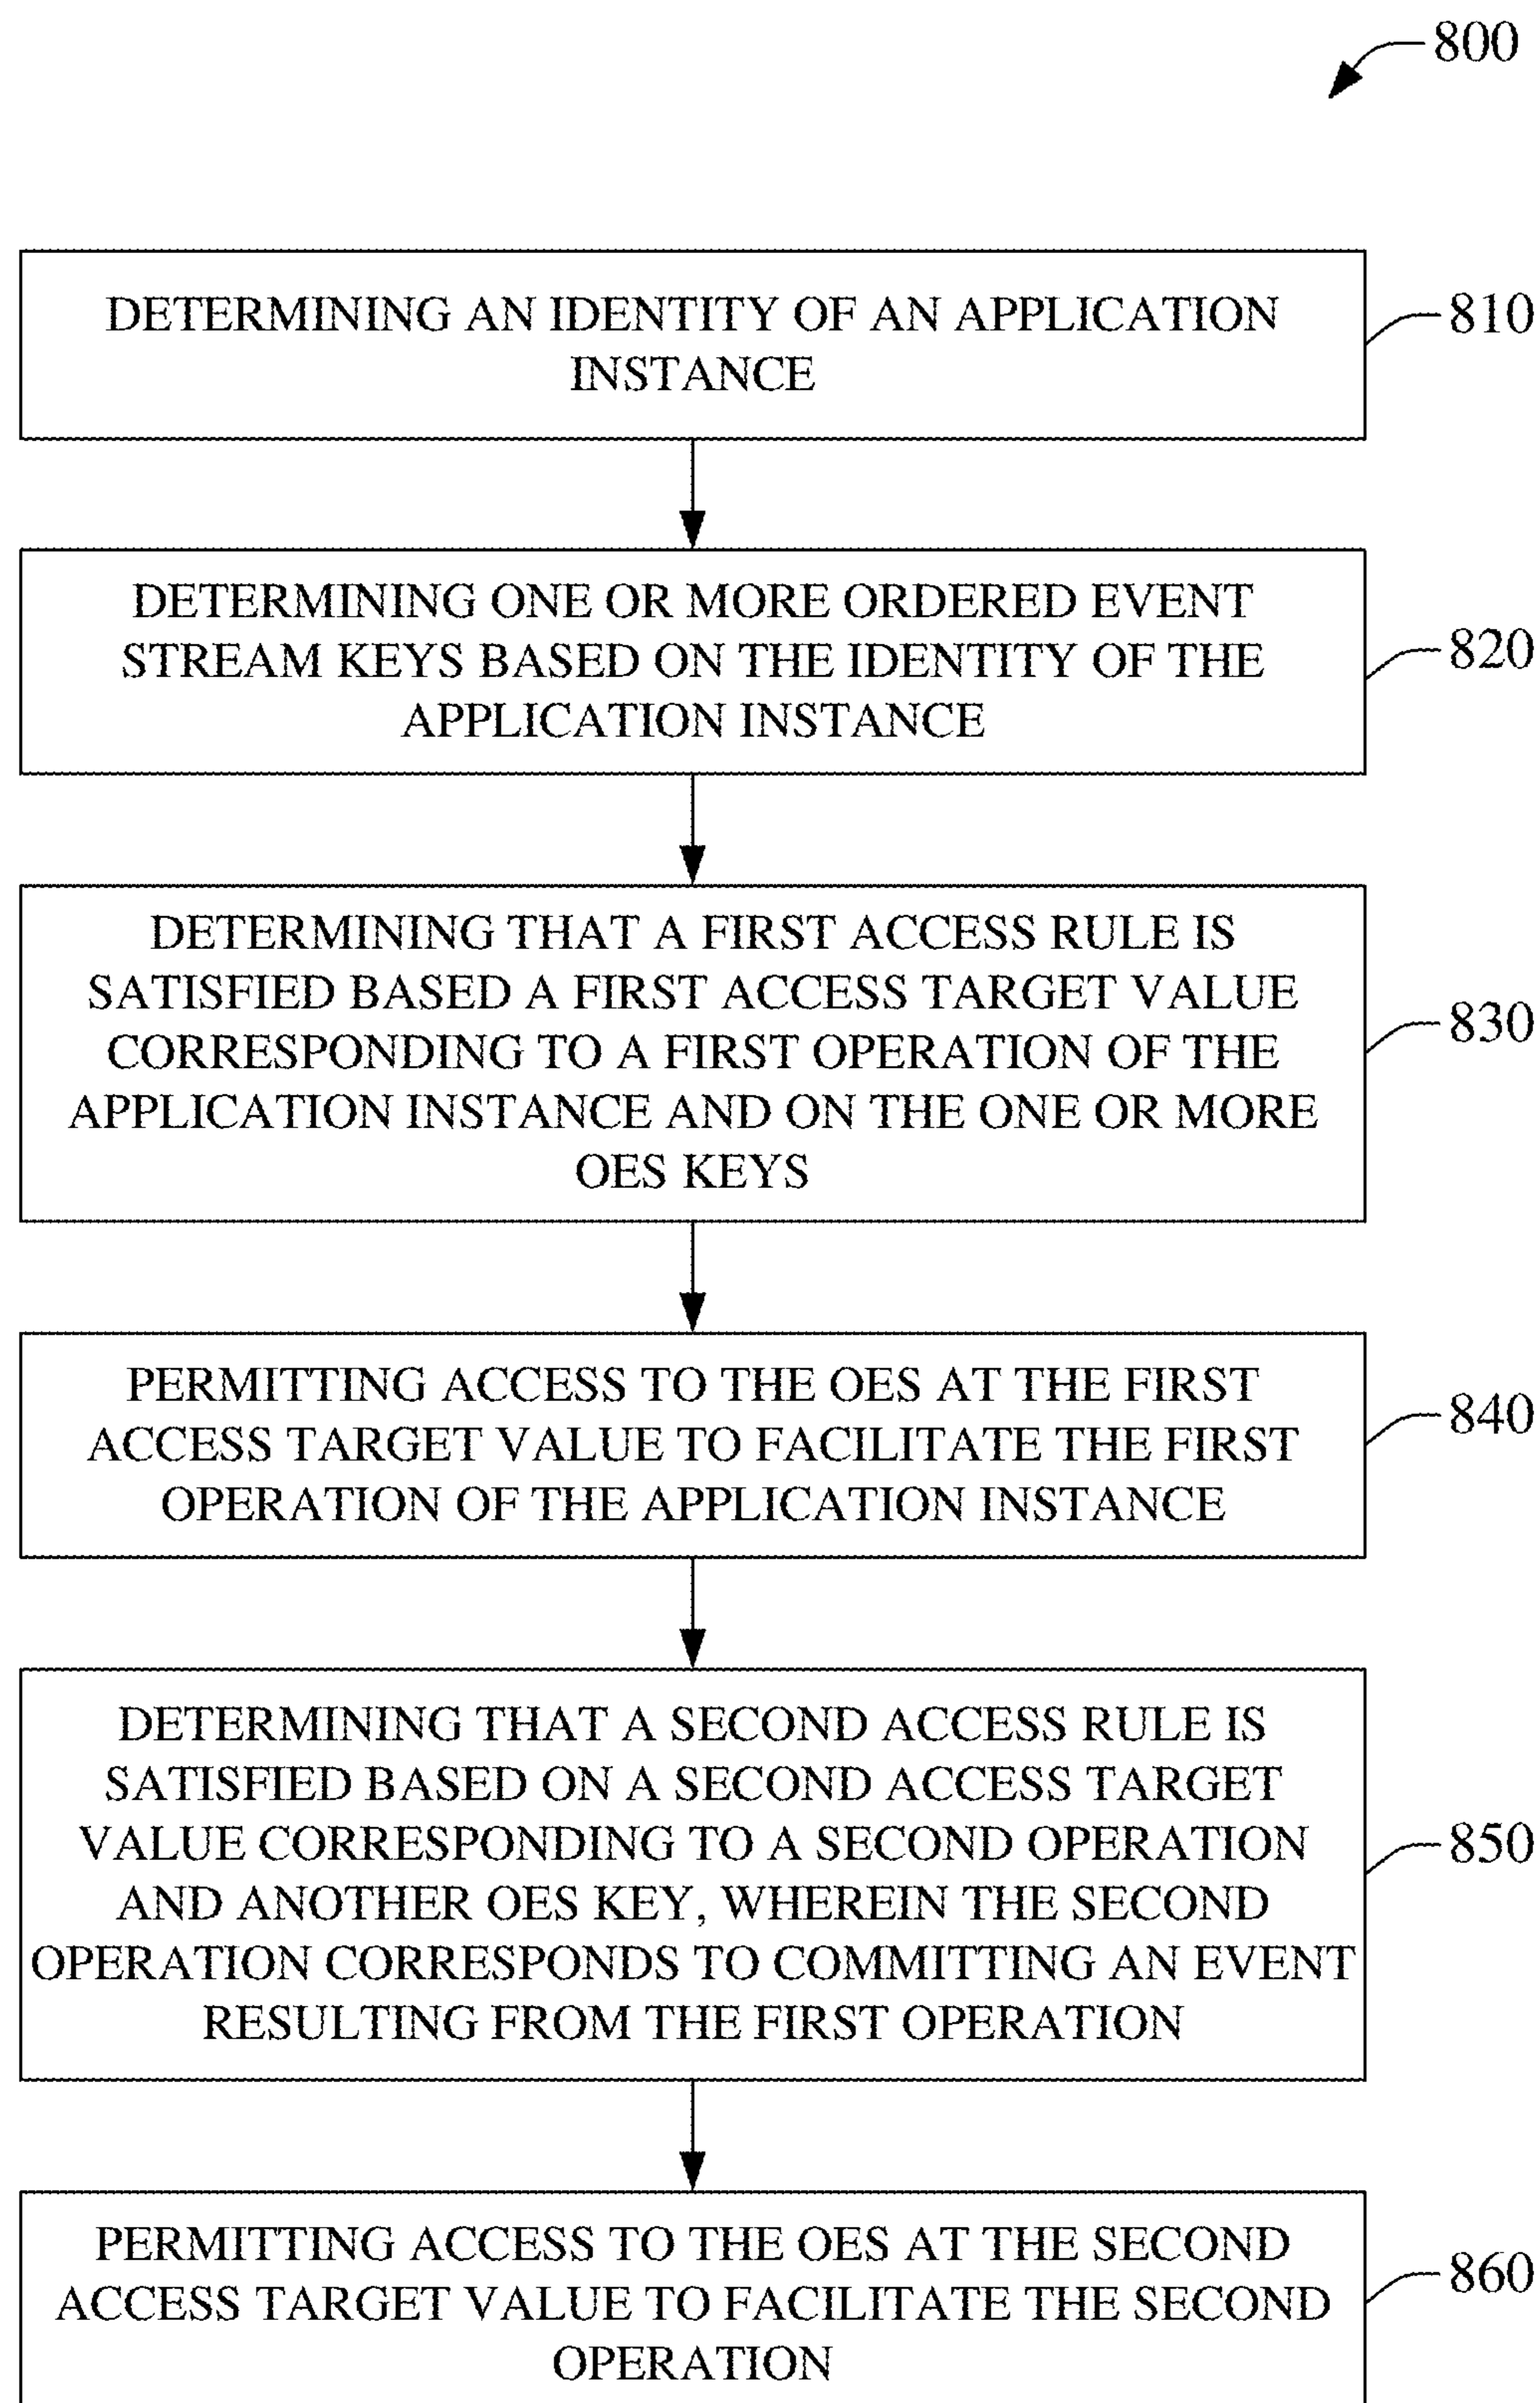 800
DETERMINING AN IDENTITY OF AN APPLICATION
INSTANCE
810
DETERMINING ONE OR MORE ORDERED EVENT
STREAM KEYS BASED ON THE IDENTITY OF THE
APPLICATION INSTANCE
820
DETERMINING THAT A FIRST ACCESS RULE IS
SATISFIED BASED A FIRST ACCESS TARGET VALUE
CORRESPONDING TO A FIRST OPERATION OF THE
APPLICATION INSTANCE AND ON THE ONE OR MORE
OES KEYS
830
PERMITTING ACCESS TO THE OES AT THE FIRST
ACCESS TARGET VALUE TO FACILITATE THE FIRST
OPERATION OF THE APPLICATION INSTANCE
840
DETERMINING THAT A SECOND ACCESS RULE IS
SATISFIED BASED ON A SECOND ACCESS TARGET
VALUE CORRESPONDING TO A SECOND OPERATION
AND ANOTHER OES KEY, WHEREIN THE SECOND
OPERATION CORRESPONDS TO COMMITTING AN EVENT
RESULTING FROM THE FIRST OPERATION
850
PERMITTING ACCESS TO THE OES AT THE SECOND
ACCESS TARGET VALUE TO FACILITATE THE SECOND
OPERATION
860